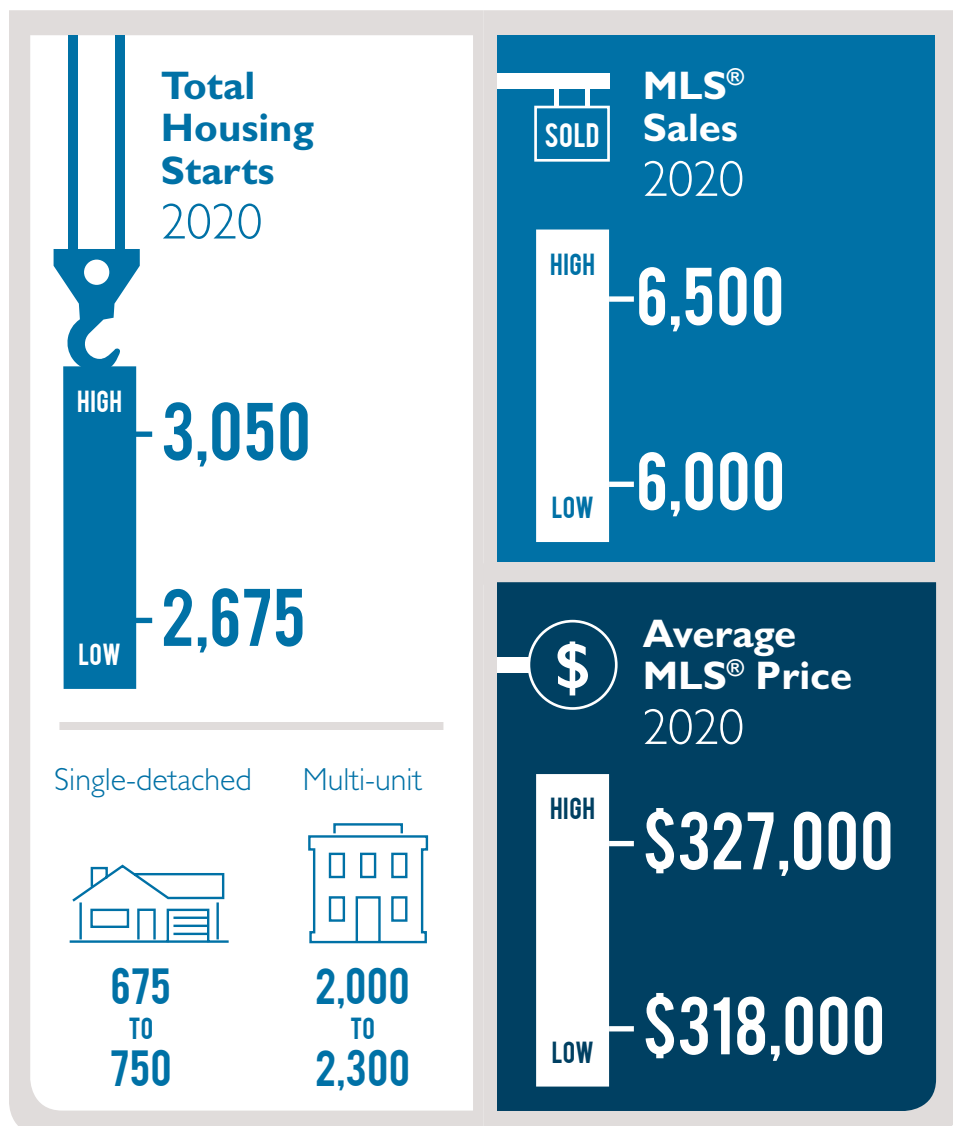 Total
Housing
Starts
2020
HIGH
3,050
2,675
LOW
Single-detached
675
TO
750
Multi-unit
2,000
TO
2,300
SOLD
MLS®
Sales
2020
HIGH
6,500
6,000
LOW
$
Average
MLS® Price
2020
HIGH
$327,000
$318,000
LOW